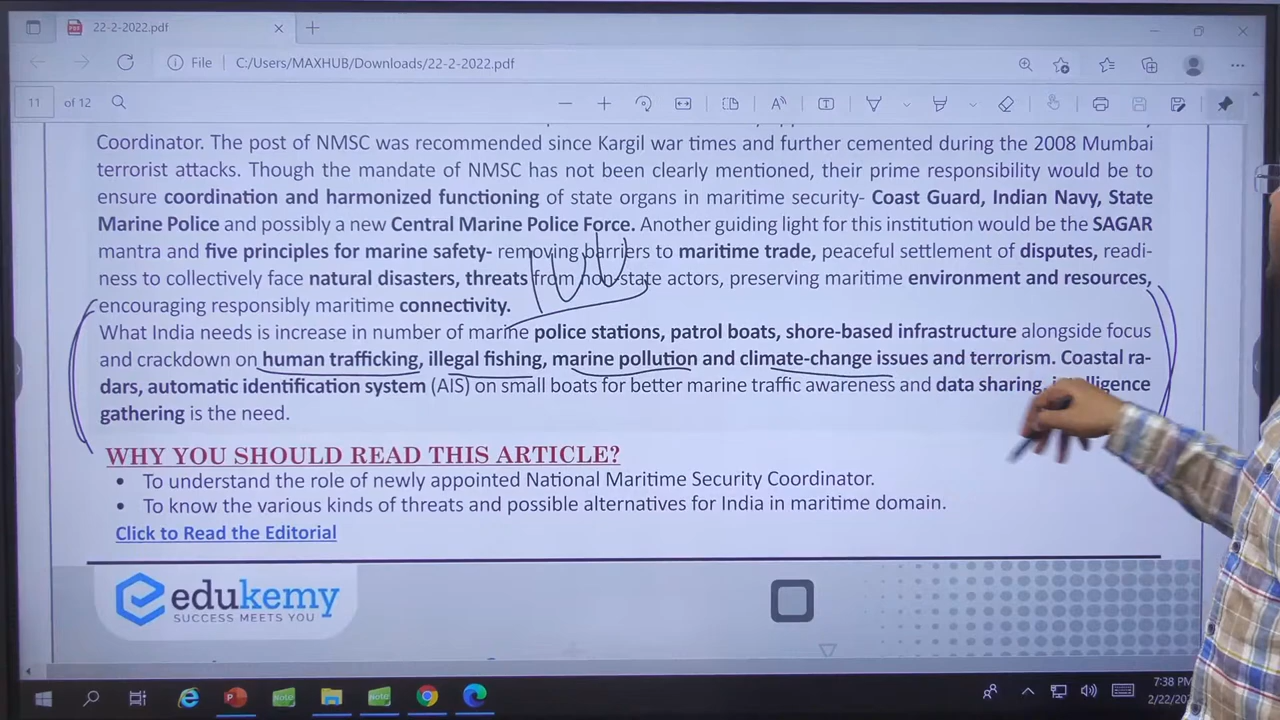 22-2-2022.pdf
File C:/Users/MAXHUB/Downloads/22-2-2022.pdf
11 of 12
Coordinator. The post of NMSC was recommended since Kargil war times and further cemented during the 2008 Mumbai
terrorist attacks. Though the mandate of NMSC has not been clearly mentioned, their prime responsibility would be to
ensure coordination and harmonized functioning of state organs in maritime security- Coast Guard, Indian Navy, State
Marine Police and possibly a new Central Marine Police Force. Another guiding light for this institution would be the SAGAR
mantra and five principles for marine safety- removing barriers to maritime trade, peaceful settlement of disputes, readi-
ness to collectively face natural disasters, threats from non-state actors, preserving maritime environment and resources,
encouraging responsibly maritime connectivity.
What India needs is increase in number of marine police stations, patrol boats, shore-based infrastructure alongside focus
and crackdown on human trafficking, illegal fishing, marine pollution and climate-change issues and terrorism. Coastal ra-
dars, automatic identification system (AIS) on small boats for better marine traffic awareness and data sharing, intelligence
gathering is the need.
WHY YOU SHOULD READ THIS ARTICLE?
• To understand the role of newly appointed National Maritime Security Coordinator.
• To know the various kinds of threats and possible alternatives for India in maritime domain.
Click to Read the Editorial
edukemy
SUCCESS MEETS YOU
7:38 PM